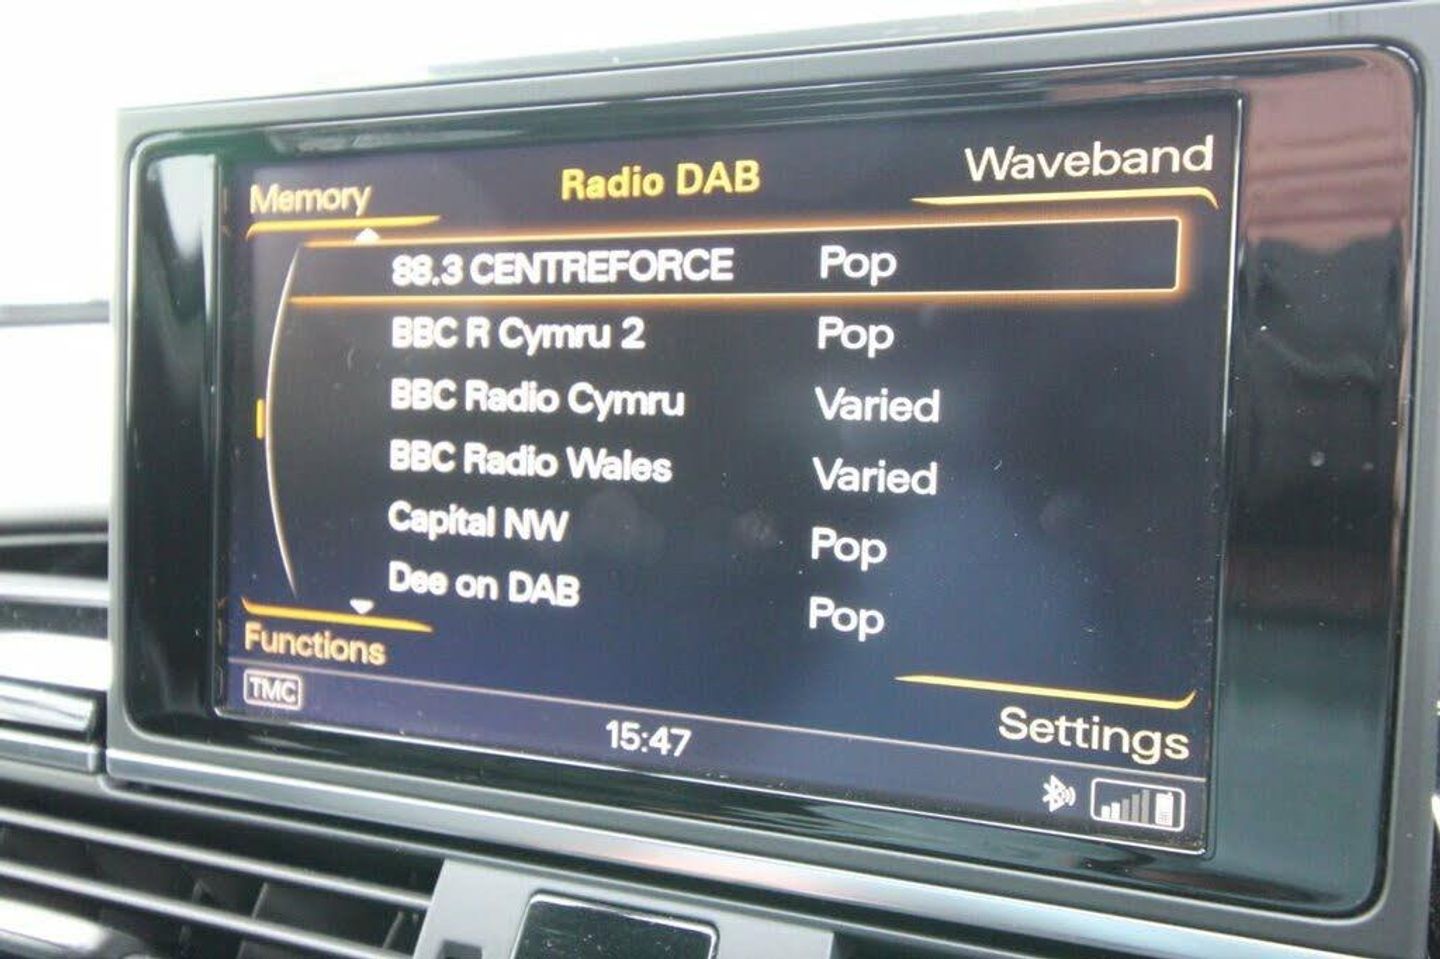 Memory
Radio DAB
Waveband
88.3 CENTREFORCE Pop
BBC R Cymru 2 Pop
BBC Radio Cymru Varied
BBC Radio Wales Varied
Capital NW Pop
Dee on DAB Pop
Functions
Settings
TMC
15:47